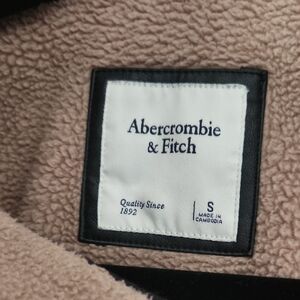 Abercrombie
& Fitch
Quality Since
1892
S
MADE IN
CAMBODIA